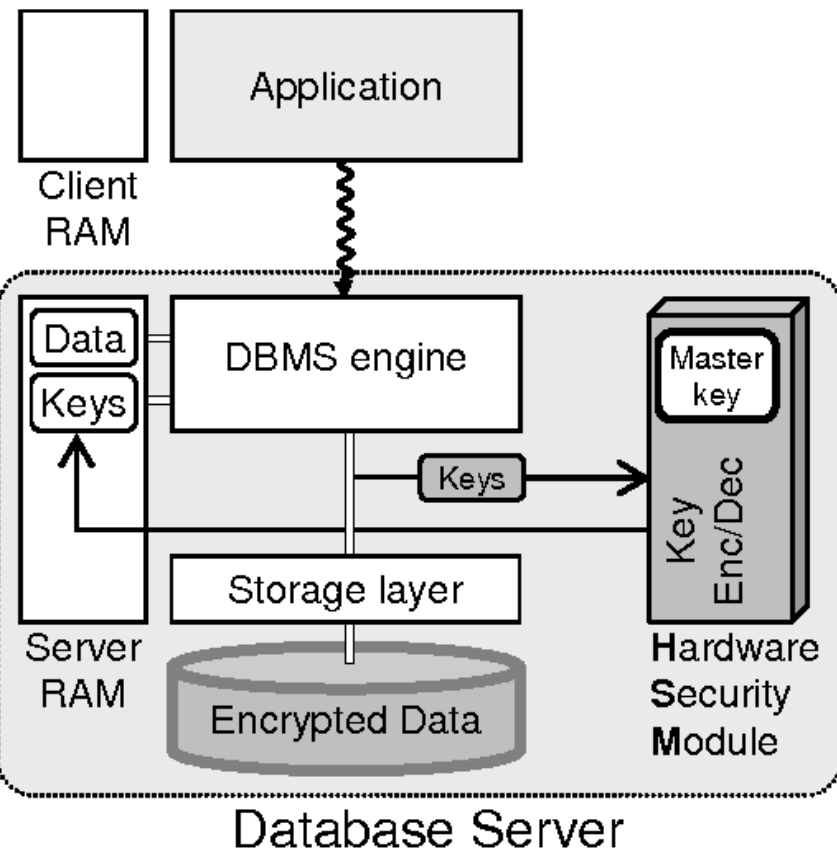 Application
Client
RAM
Data
Keys
DBMS engine
Master
key
Keys
Key
Enc/Dec
Storage layer
Server
RAM
Encrypted Data
Hardware
Security
Module
Database Server